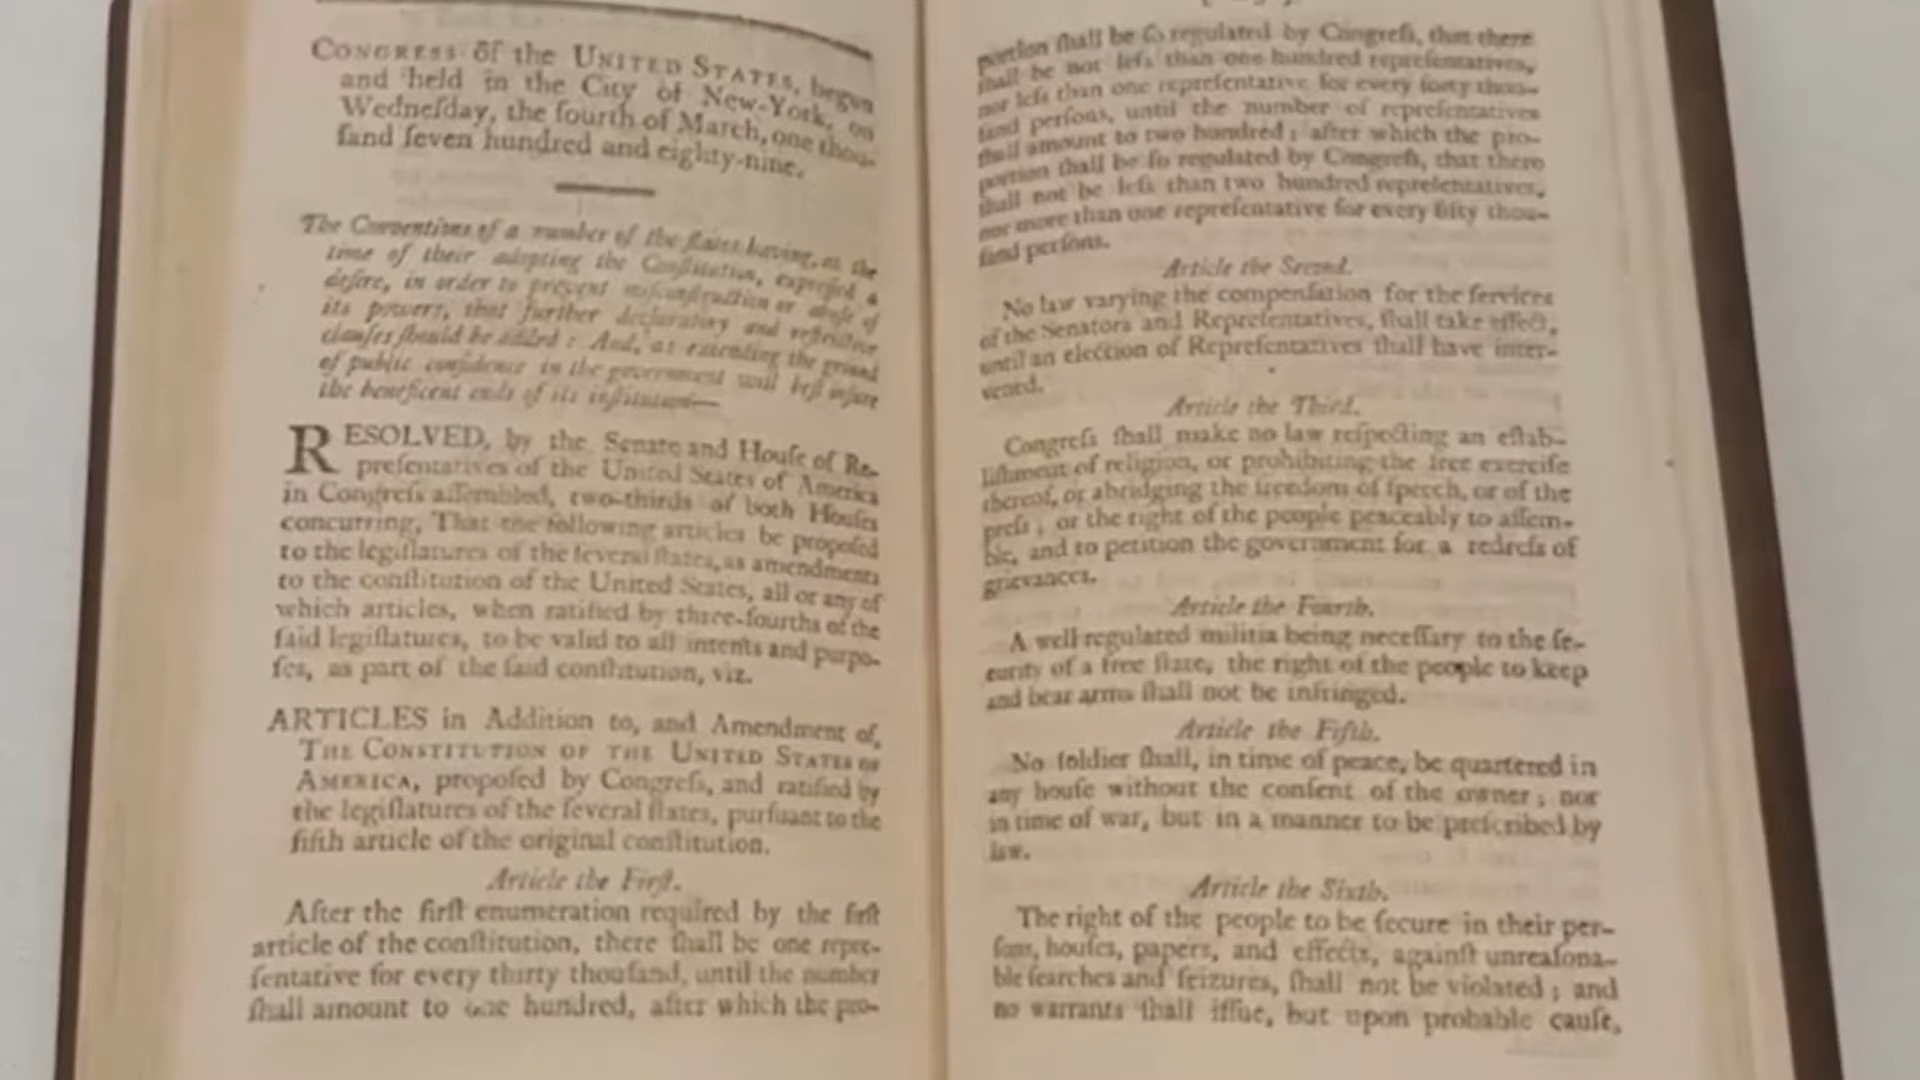 CONGRESS of the UNITED STATES, begun
and held in the City of New-York, on
Wedneſday, the fourth of March, one thou-
ſand ſeven hundred and eighty-nine.
The Conventions of a number of the ſtates having, at the
time of their adopting the Conſtitution, expreſſed a
deſire, in order to prevent miſconſtruction or abuſe of
its powers, that further declaratory and reſtrictive
clauſes ſhould be added : And, as extending the ground
of public confidence in the government will beſt inſure
the beneficent ends of its inſtitution—
RESOLVED, by the Senate and Houſe of Re-
preſentatives of the United States of America
in Congreſs aſſembled, two-thirds of both Houſes
concurring, That the following articles be propoſed
to the legiſlatures of the ſeveral ſtates, as amendments
to the conſtitution of the United States, all or any of
which articles, when ratified by three-fourths of the
ſaid legiſlatures, to be valid to all intents and purpo-
ſes, as part of the ſaid conſtitution, viz.
ARTICLES in Addition to, and Amendment of,
THE CONSTITUTION OF THE UNITED STATES OF
AMERICA, propoſed by Congreſs, and ratified by
the legiſlatures of the ſeveral ſtates, purſuant to the
fifth article of the original conſtitution.
Article the Firſt.
After the firſt enumeration required by the firſt
article of the conſtitution, there ſhall be one repre-
ſentative for every thirty thouſand, until the number
ſhall amount to one hundred, after which the pro-
portion ſhall be ſo regulated by Congreſs, that there
ſhall be not leſs than one hundred repreſentatives,
nor leſs than one repreſentative for every forty thou-
ſand perſons, until the number of repreſentatives
ſhall amount to two hundred ; after which the pro-
portion ſhall be ſo regulated by Congreſs, that there
ſhall not be leſs than two hundred repreſentatives,
nor more than one repreſentative for every fifty thou-
ſand perſons.
Article the Second.
No law varying the compenſation for the ſervices
of the Senators and Repreſentatives, ſhall take effect,
until an election of Repreſentatives ſhall have inter-
vened.
Article the Third.
Congreſs ſhall make no law reſpecting an eſtab-
liſhment of religion, or prohibiting the free exerciſe
thereof, or abridging the freedom of ſpeech, or of the
preſs ; or the right of the people peaceably to aſſem-
ble, and to petition the government for a redreſs of
grievances.
Article the Fourth.
A well regulated militia being neceſſary to the ſe-
curity of a free ſtate, the right of the people to keep
and bear arms ſhall not be infringed.
Article the Fifth.
No ſoldier ſhall, in time of peace, be quartered in
any houſe without the conſent of the owner ; nor
in time of war, but in a manner to be preſcribed by
law.
Article the Sixth.
The right of the people to be ſecure in their per-
ſons, houſes, papers, and effects, againſt unreaſona-
ble ſearches and ſeizures, ſhall not be violated ; and
no warrants ſhall iſſue, but upon probable cauſe,